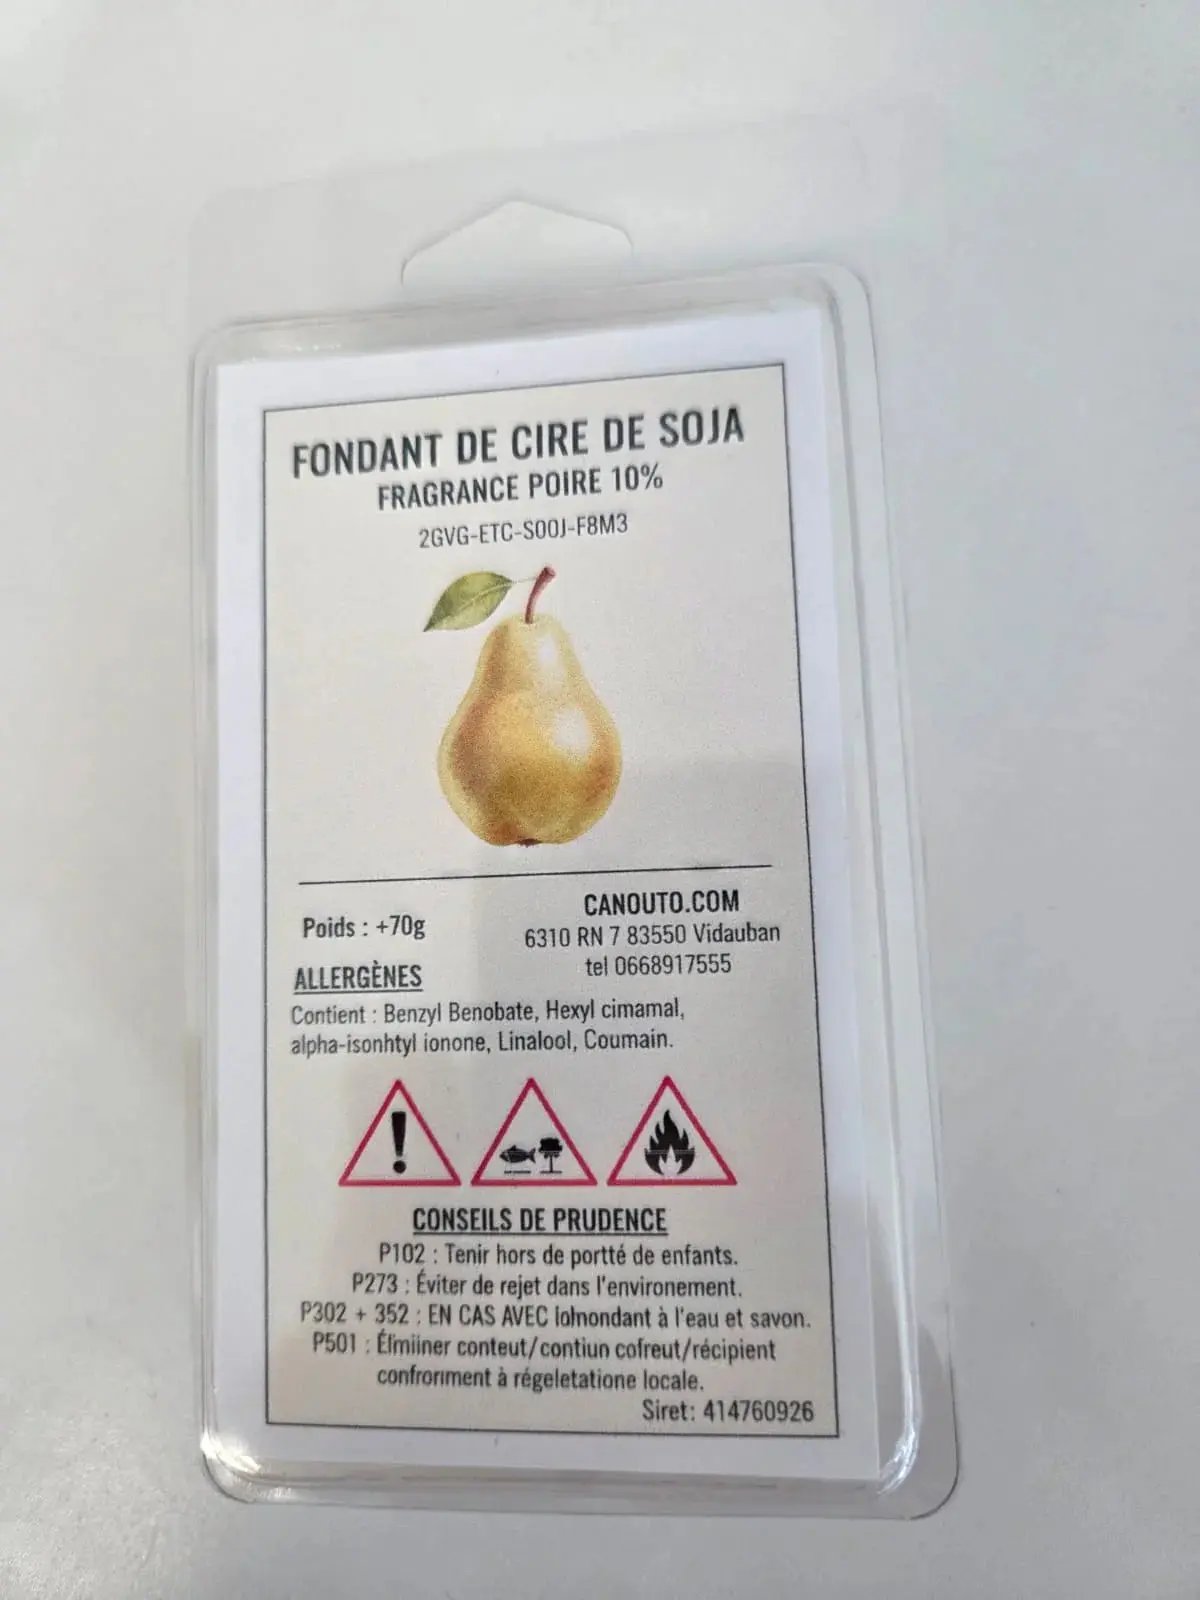 FONDANT DE CIRE DE SOJA
FRAGRANCE POIRE 10%
2GVG-ETC-S00J-F8M3
Poids : +70g
CANOUTO.COM
6310 RN 7 83550 Vidauban
tel 0668917555
ALLERGÈNES
Contient : Benzyl Benobate, Hexyl cimamal,
alpha-isonhtyl ionone, Linalool, Coumain.
CONSEILS DE PRUDENCE
P102 : Tenir hors de portté de enfants.
P273 : Éviter de rejet dans l'environement.
P302 + 352 : EN CAS AVEC lolmondant à l'eau et savon.
P501 : Élmiiner conteut/contiun cofreut/récipient
confrorıment à régeletatione locale.
Siret: 414760926